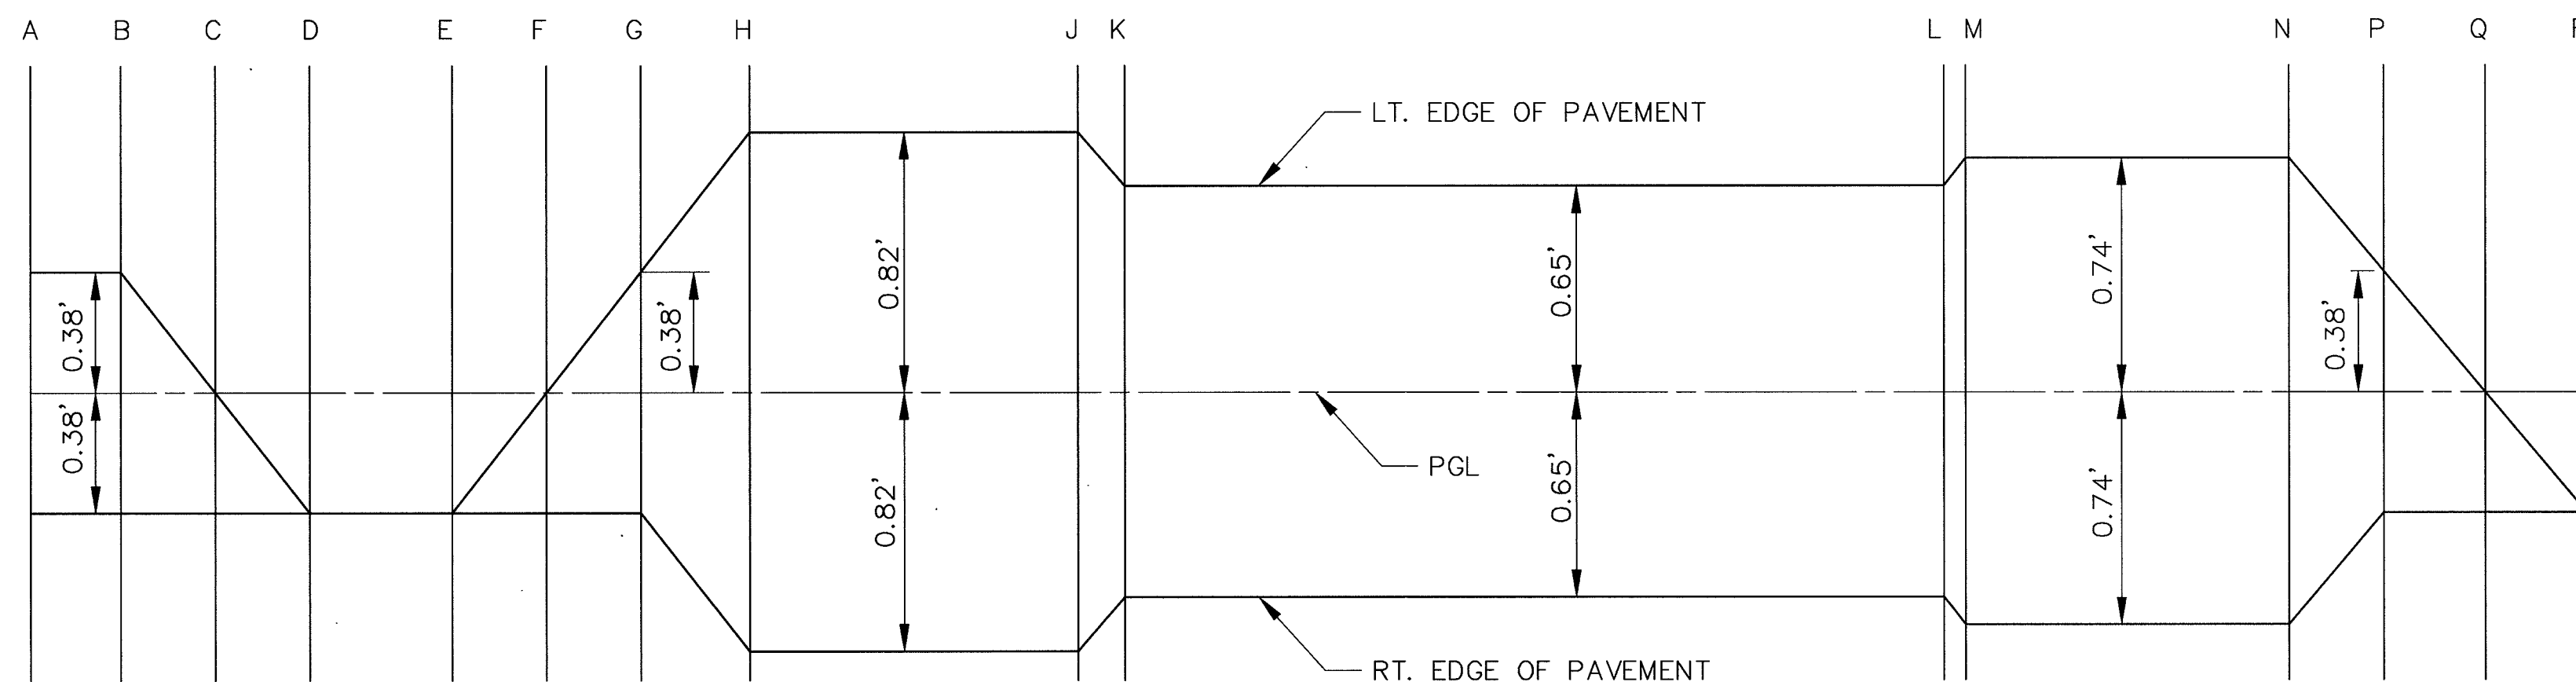 A B C D E F G H J K L M N P Q
LT. EDGE OF PAVEMENT
0.38'
0.38'
0.38'
0.82'
0.82'
0.65'
0.65'
PGL
0.74'
0.74'
0.38'
RT. EDGE OF PAVEMENT